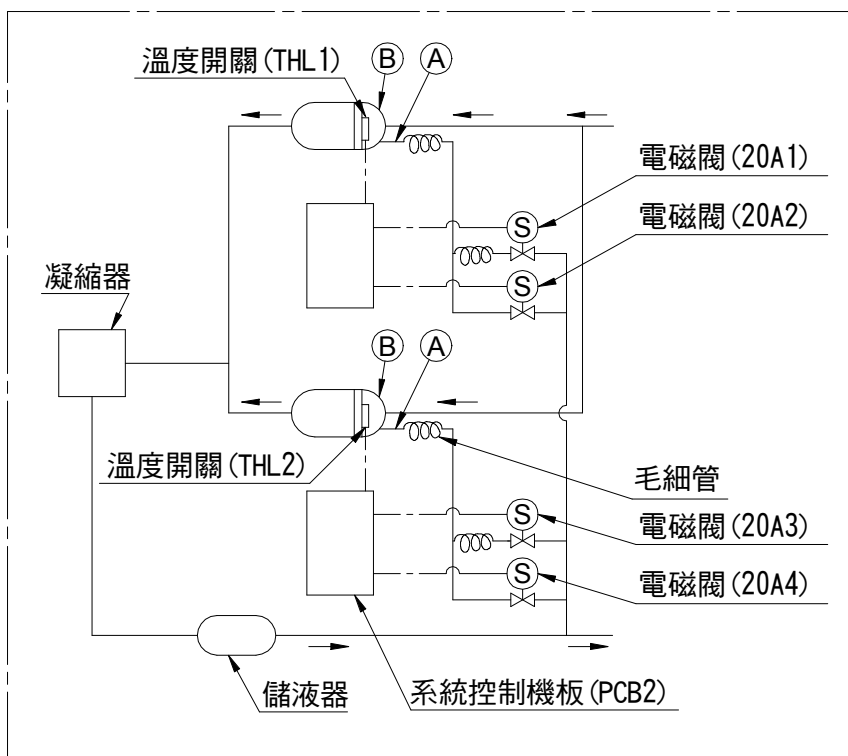 溫度開關(THL1)
B
A
電磁閥(20A1)
S
電磁閥(20A2)
S
凝縮器
B
A
溫度開關(THL2)
毛細管
S
電磁閥(20A3)
S
電磁閥(20A4)
儲液器
系統控制機板(PCB2)